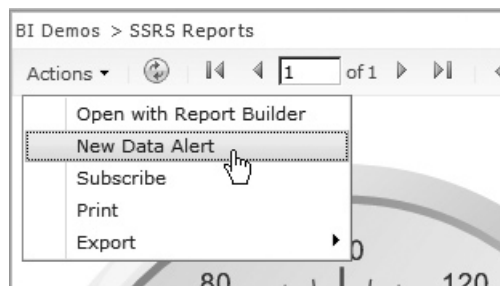 BI Demos > SSRS Reports
Actions 1 of 1
Open with Report Builder
New Data Alert
Subscribe
Print
Export
0
80 120